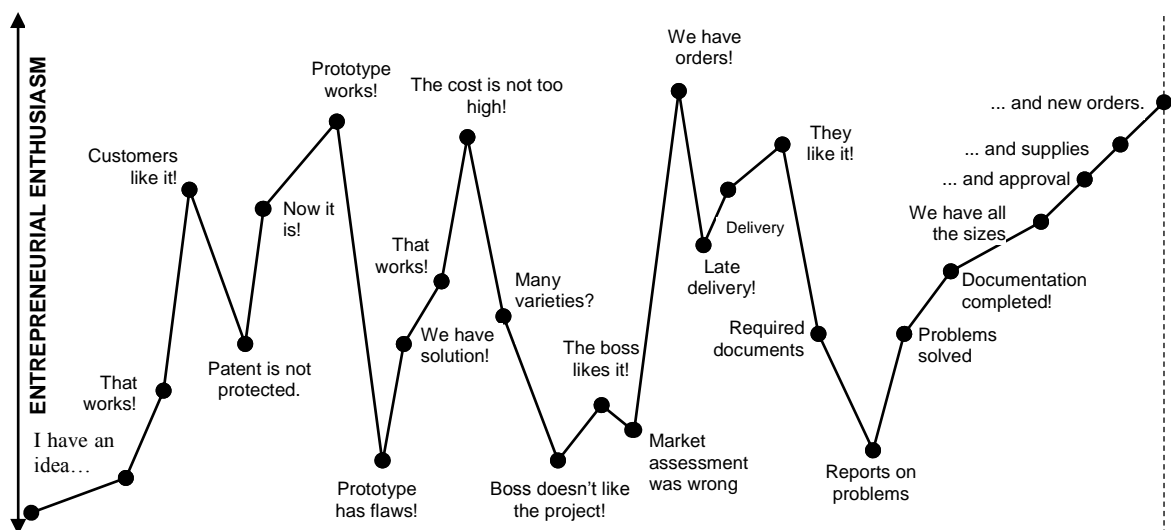 ENTREPRENEURIAL ENTHUSIASM
I have an
idea…
That
works!
Customers
like it!
Patent is not
protected.
Now it
is!
Prototype
works!
Prototype
has flaws!
We have
solution!
That
works!
The cost is not too
high!
Many
varieties?
Boss doesn't like
the project!
The boss
likes it!
Market
assessment
was wrong
We have
orders!
Late
delivery!
Delivery
They
like it!
Required
documents
Reports on
problems
Problems
solved
Documentation
completed!
We have all
the sizes
... and approval
... and supplies
... and new orders.